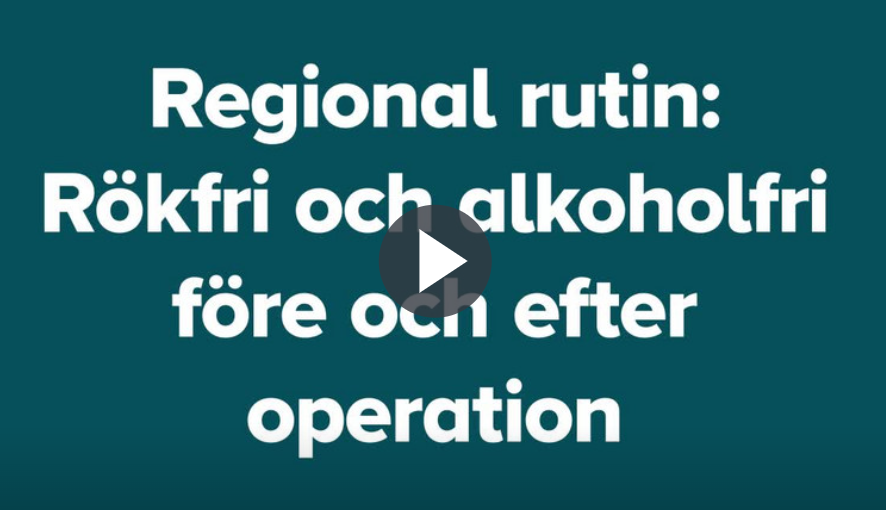 Regional rutin:
Rökfri och alkoholfri
före och efter
operation